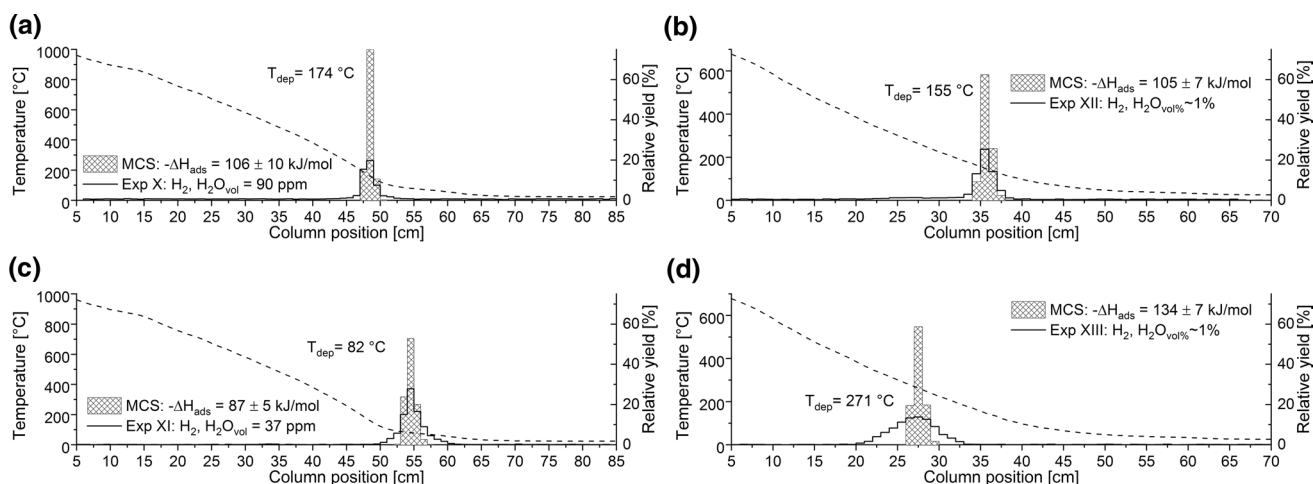 (a)
1000
800
600
400
200
0
Temperature [°C]
T_dep= 174 °C
MCS: -ΔH_ads = 106 ± 10 kJ/mol
Exp X: H₂, H₂O_vol = 90 ppm
60
40
20
0
Relative yield [%]
5 10 15 20 25 30 35 40 45 50 55 60 65 70 75 80 85
Column position [cm]
(b)
600
400
200
0
Temperature [°C]
T_dep= 155 °C
MCS: -ΔH_ads = 105 ± 7 kJ/mol
Exp XII: H₂, H₂O_vol%~1%
60
40
20
0
Relative yield [%]
5 10 15 20 25 30 35 40 45 50 55 60 65 70
Column position [cm]
(c)
1000
800
600
400
200
0
Temperature [°C]
T_dep= 82 °C
MCS: -ΔH_ads = 87 ± 5 kJ/mol
Exp XI: H₂, H₂O_vol = 37 ppm
60
40
20
0
Relative yield [%]
5 10 15 20 25 30 35 40 45 50 55 60 65 70 75 80 85
Column position [cm]
(d)
600
400
200
0
Temperature [°C]
MCS: -ΔH_ads = 134 ± 7 kJ/mol
Exp XIII: H₂, H₂O_vol%~1%
T_dep= 271 °C
60
40
20
0
Relative yield [%]
5 10 15 20 25 30 35 40 45 50 55 60 65 70
Column position [cm]